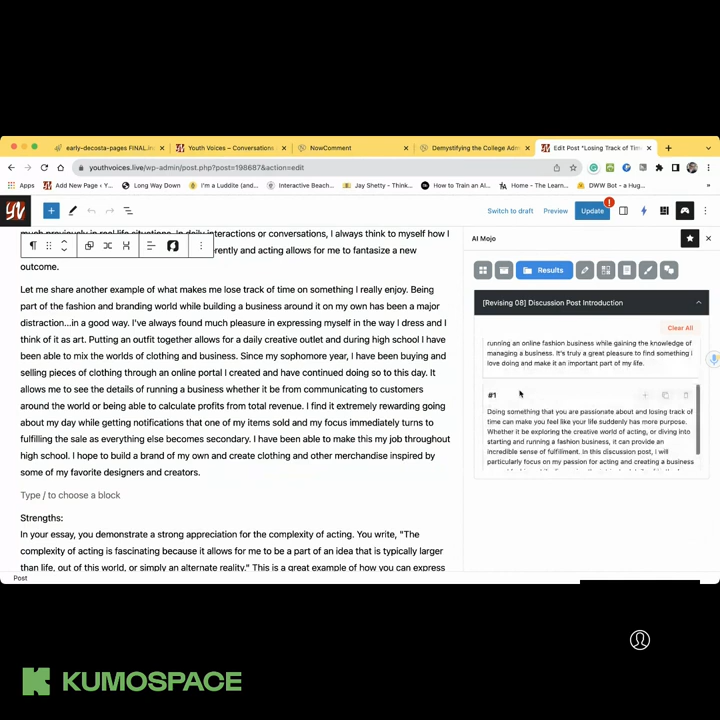 early-decosta-pages FINAL.in
Youth Voices – Conversations
NowComment
Demystifying the College Adm
Edit Post "Losing Track of Tim
youthvoices.live/wp-admin/post.php?post=198687&action=edit
Apps
Add New Page ‹ Y...
Long Way Down
I'm a Luddite (and...
Interactive Beach...
Jay Shetty - Think...
How to Train an AI...
Home - The Learn...
DWW Bot - a Hug...
Switch to draft
Preview
Update
!
much previously in real life situations. In daily interactions or conversations, I always think to myself how I
erently and acting allows for me to fantasize a new
outcome.
Let me share another example of what makes me lose track of time on something I really enjoy. Being
part of the fashion and branding world while building a business around it on my own has been a major
distraction...in a good way. I've always found much pleasure in expressing myself in the way I dress and I
think of it as art. Putting an outfit together allows for a daily creative outlet and during high school I have
been able to mix the worlds of clothing and business. Since my sophomore year, I have been buying and
selling pieces of clothing through an online portal I created and have continued doing so to this day. It
allows me to see the details of running a business whether it be from communicating to customers
around the world or being able to calculate profits from total revenue. I find it extremely rewarding going
about my day while getting notifications that one of my items sold and my focus immediately turns to
fulfilling the sale as everything else becomes secondary. I have been able to make this my job throughout
high school. I hope to build a brand of my own and create clothing and other merchandise inspired by
some of my favorite designers and creators.
Type / to choose a block
Strengths:
In your essay, you demonstrate a strong appreciation for the complexity of acting. You write, "The
complexity of acting is fascinating because it allows for me to be a part of an idea that is typically larger
than life, out of this world, or simply an alternate reality." This is a great example of how you can express
Post
AI Mojo
Results
[Revising 08] Discussion Post Introduction
Clear All
running an online fashion business while gaining the knowledge of
managing a business. It's truly a great pleasure to find something I
love doing and make it an important part of my life.
#1
Doing something that you are passionate about and losing track of
time can make you feel like your life suddenly has more purpose.
Whether it be exploring the creative world of acting, or diving into
starting and running a fashion business, it can provide an
incredible sense of fulfillment. In this discussion post, I will
particularly focus on my passion for acting and creating a business
KUMOSPACE